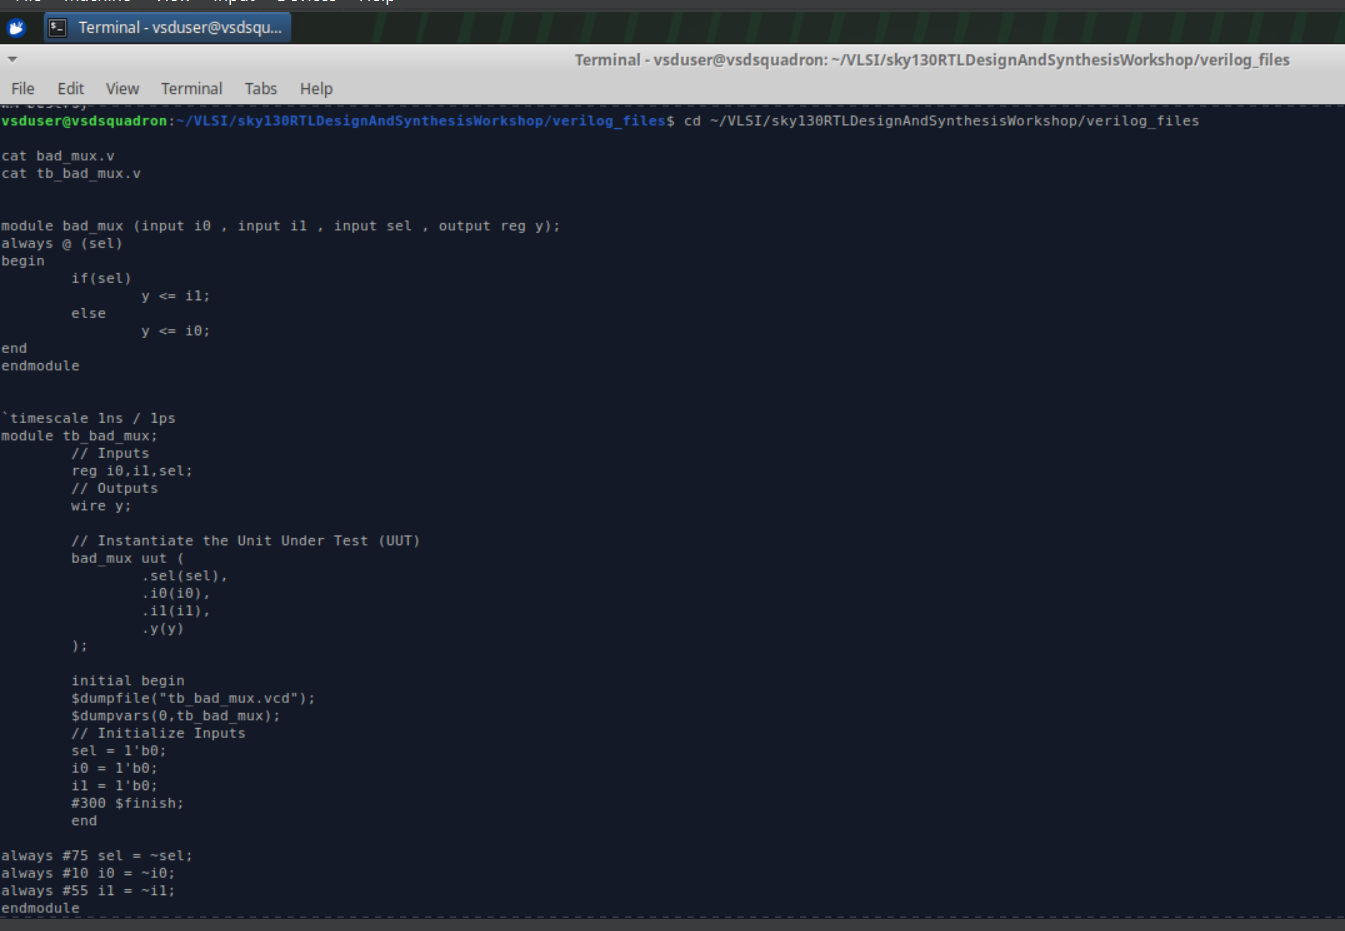 Terminal - vsduser@vsdsqu...
Terminal - vsduser@vsdsquadron: ~/VLSI/sky130RTLDesignAndSynthesisWorkshop/verilog_files
File Edit View Terminal Tabs Help
vsduser@vsdsquadron:~/VLSI/sky130RTLDesignAndSynthesisWorkshop/verilog_files$ cd ~/VLSI/sky130RTLDesignAndSynthesisWorkshop/verilog_files
cat bad_mux.v
cat tb_bad_mux.v
module bad_mux (input i0 , input i1 , input sel , output reg y);
always @ (sel)
begin
if(sel)
y <= i1;
else
y <= i0;
end
endmodule
`timescale 1ns / 1ps
module tb_bad_mux;
// Inputs
reg i0,i1,sel;
// Outputs
wire y;
// Instantiate the Unit Under Test (UUT)
bad_mux uut (
.sel(sel),
.i0(i0),
.i1(i1),
.y(y)
);
initial begin
$dumpfile("tb_bad_mux.vcd");
$dumpvars(0,tb_bad_mux);
// Initialize Inputs
sel = 1'b0;
i0 = 1'b0;
i1 = 1'b0;
#300 $finish;
end
always #75 sel = ~sel;
always #10 i0 = ~i0;
always #55 i1 = ~i1;
endmodule